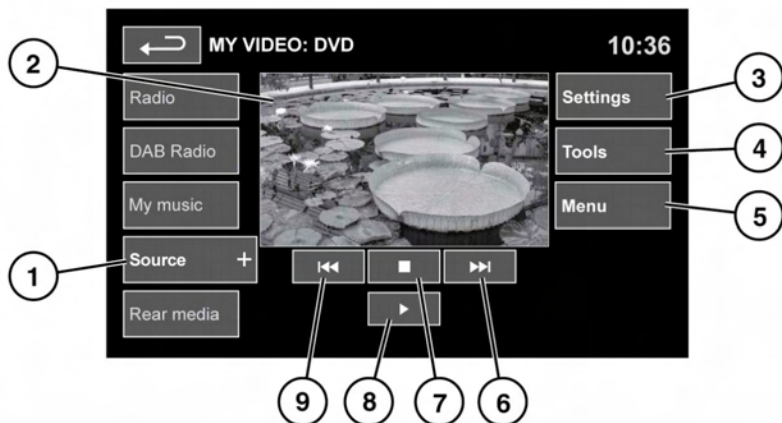 MY VIDEO: DVD
10:36
2
Radio
DAB Radio
My music
Source +
Rear media
1
Settings
Tools
Menu
3
4
5
9
8
7
6